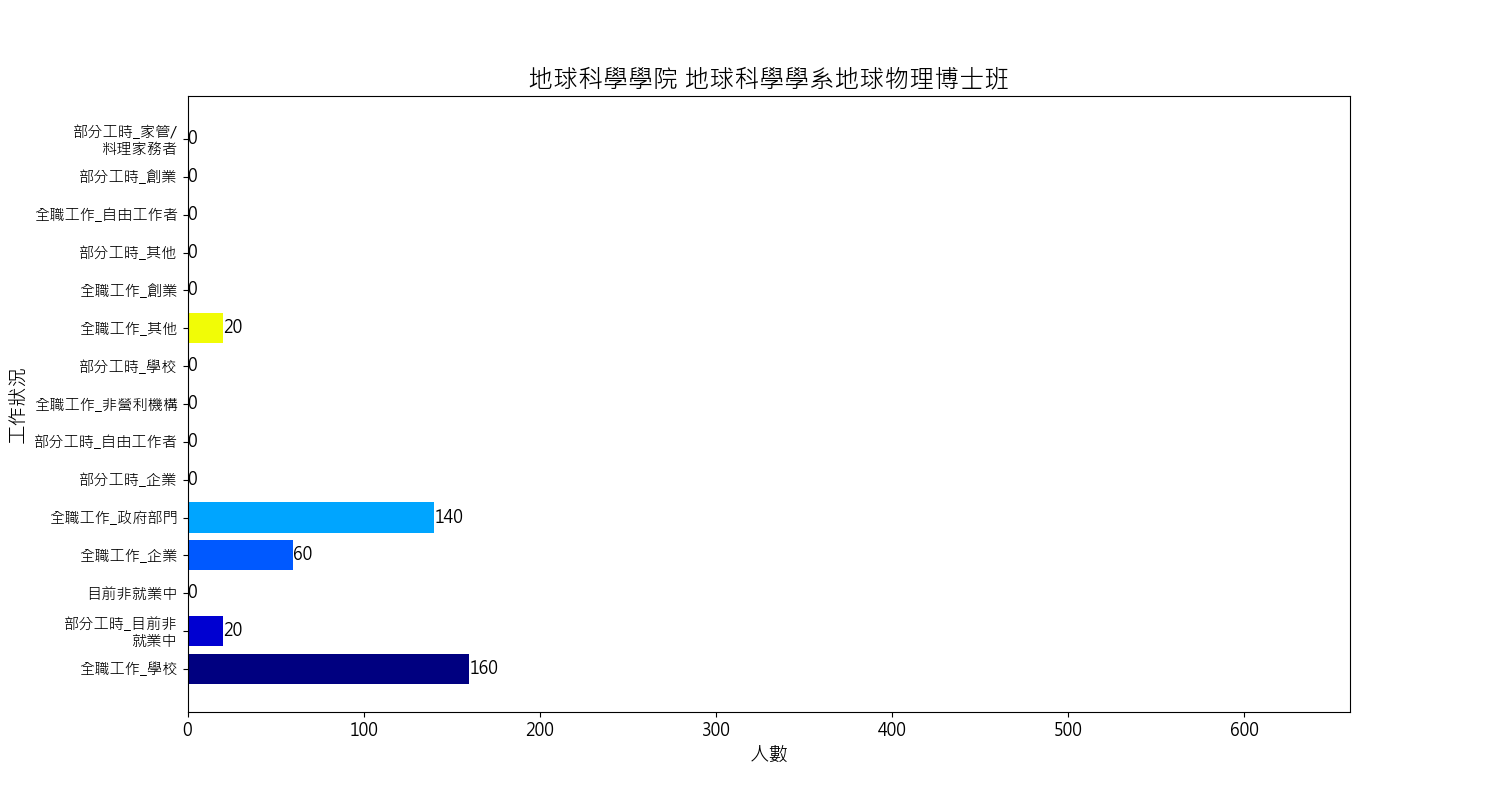 地球科學學院 地球科學學系地球物理博士班
部分工時_家管/
料理家務者
0
部分工時_創業
0
全職工作_自由工作者
0
部分工時_其他
0
全職工作_創業
0
全職工作_其他
20
部分工時_學校
0
全職工作_非營利機構
0
部分工時_自由工作者
0
部分工時_企業
0
全職工作_政府部門
140
全職工作_企業
60
目前非就業中
0
部分工時_目前非
就業中
20
全職工作_學校
160
工作狀況
0 100 200 300 400 500 600
人數